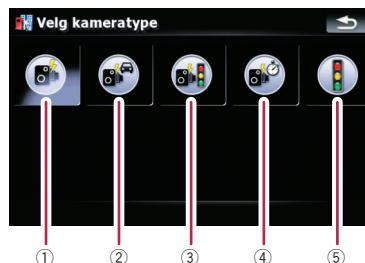 Velg kameratype
① ② ③ ④ ⑤